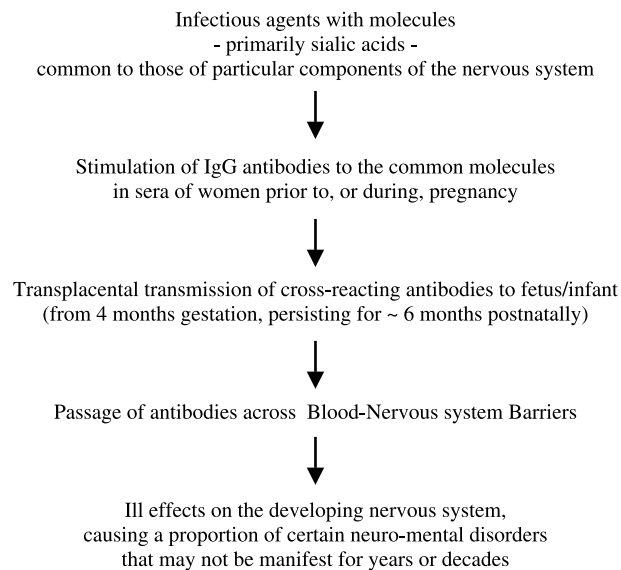 Infectious agents with molecules
- primarily sialic acids -
common to those of particular components of the nervous system
Stimulation of IgG antibodies to the common molecules
in sera of women prior to, or during, pregnancy
Transplacental transmission of cross-reacting antibodies to fetus/infant
(from 4 months gestation, persisting for ~ 6 months postnatally)
Passage of antibodies across Blood-Nervous system Barriers
Ill effects on the developing nervous system,
causing a proportion of certain neuro-mental disorders
that may not be manifest for years or decades